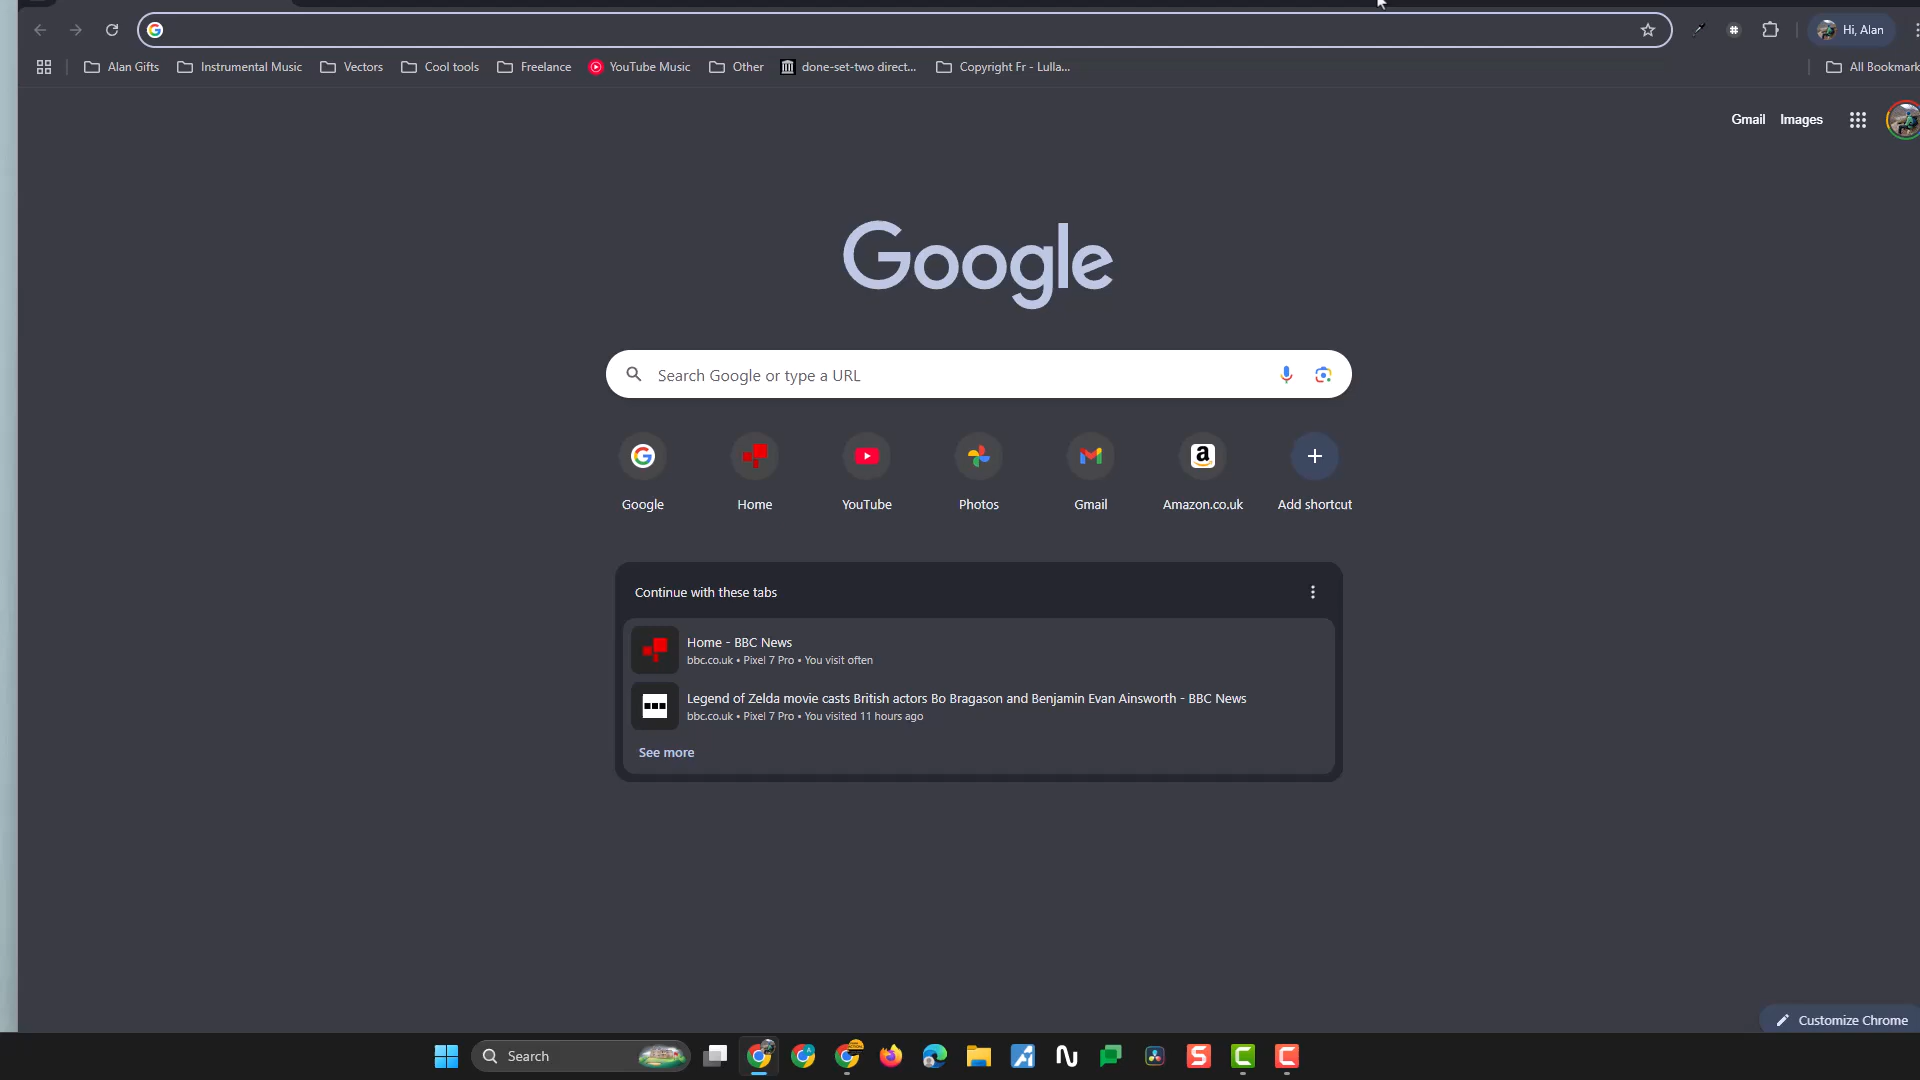 Hi, Alan
Alan Gifts
Instrumental Music
Vectors
Cool tools
Freelance
YouTube Music
Other
done-set-two direct...
Copyright Fr - Lulla...
All Bookmark
Gmail
Images
Google
Search Google or type a URL
Google
Home
YouTube
Photos
Gmail
Amazon.co.uk
Add shortcut
Continue with these tabs
Home - BBC News
bbc.co.uk • Pixel 7 Pro • You visit often
Legend of Zelda movie casts British actors Bo Bragason and Benjamin Evan Ainsworth - BBC News
bbc.co.uk • Pixel 7 Pro • You visited 11 hours ago
See more
Customize Chrome
Search